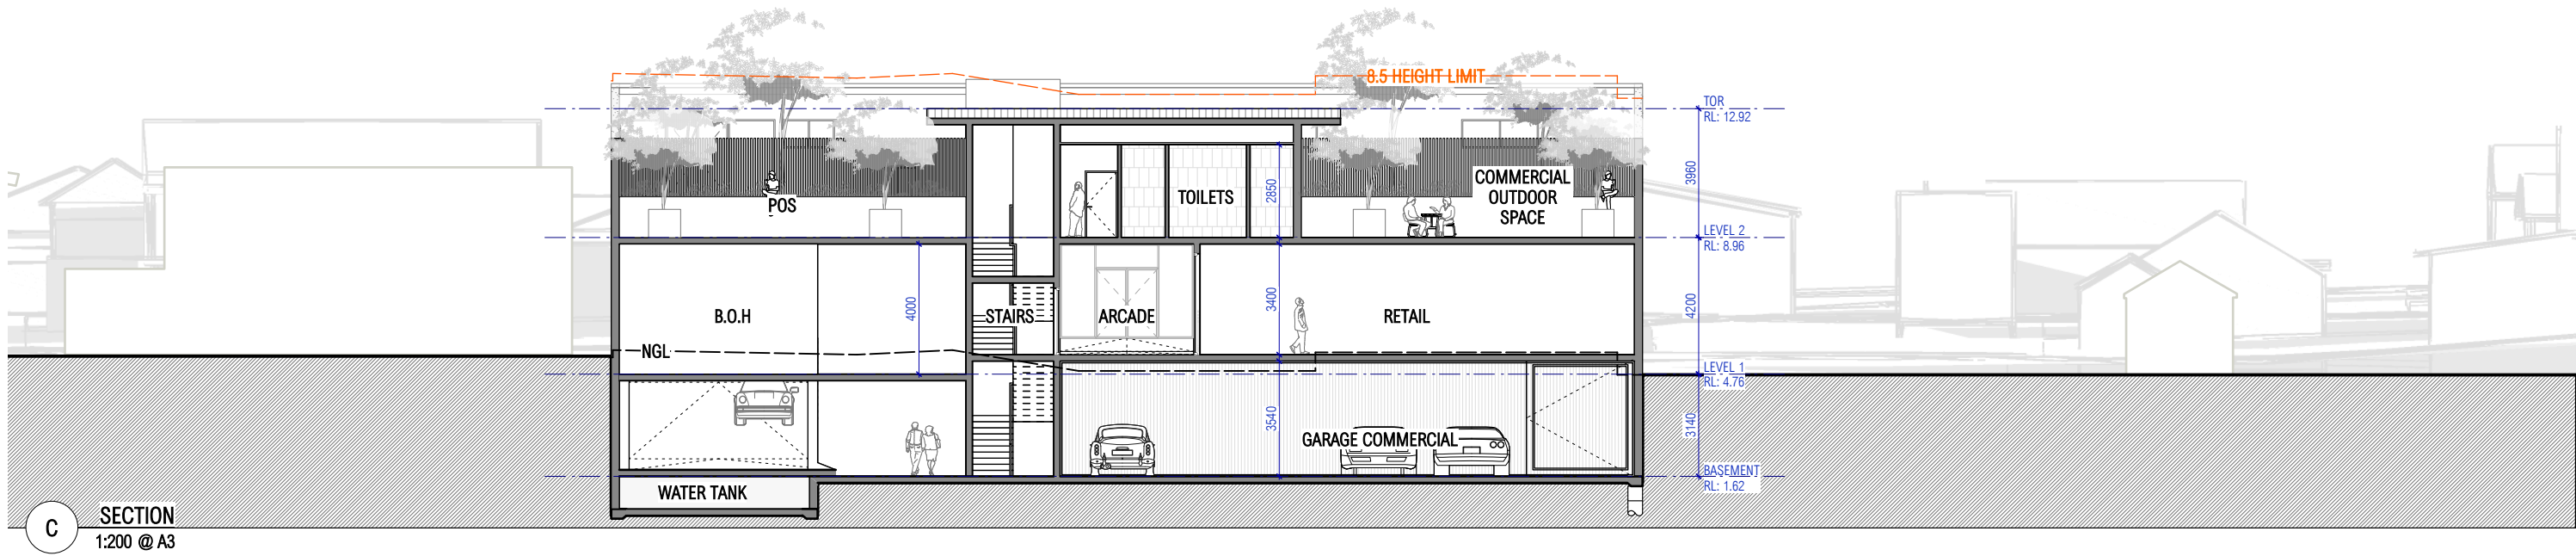 8.5 HEIGHT LIMIT
TOR
RL: 12.92
3960
COMMERCIAL
OUTDOOR
SPACE
TOILETS
2850
POS
LEVEL 2
RL: 8.96
B.O.H
4000
STAIRS
ARCADE
3400
RETAIL
4200
NGL
LEVEL 1
RL: 4.76
3540
GARAGE COMMERCIAL
3140
BASEMENT
RL: 1.62
WATER TANK
C
SECTION
1:200 @ A3